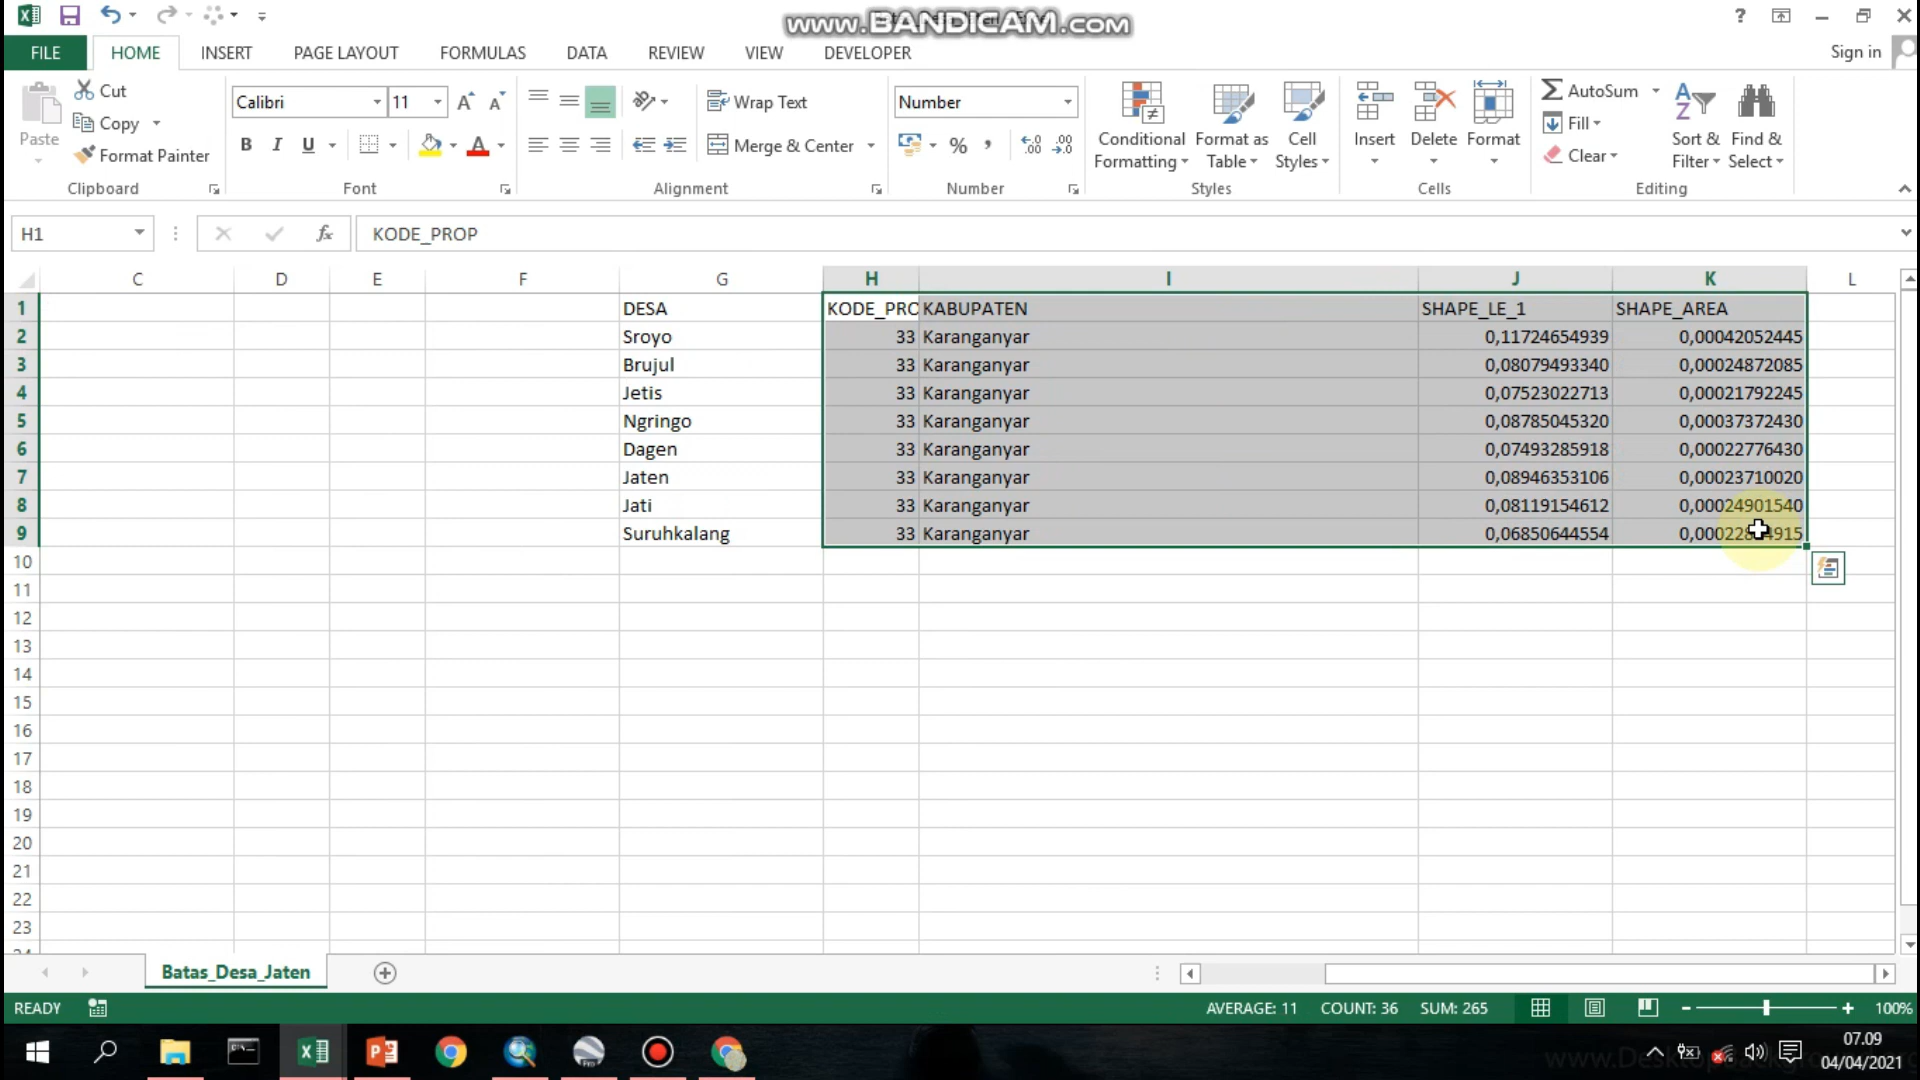 www.BANDICAM.com
FILE HOME INSERT PAGE LAYOUT FORMULAS DATA REVIEW VIEW DEVELOPER Sign in
Paste Cut Copy Format Painter Clipboard
Calibri 11 B I U Font
Wrap Text Merge & Center Alignment
Number % Number
Conditional Formatting Format as Table Cell Styles Styles
Insert Delete Format Cells
AutoSum Fill Clear Sort & Filter Find & Select Editing
H1 fx KODE_PROP
C D E F G H I J K L
1 DESA KODE_PRO KABUPATEN SHAPE_LE_1 SHAPE_AREA
2 Sroyo 33 Karanganyar 0,11724654939 0,00042052445
3 Brujul 33 Karanganyar 0,08079493340 0,00024872085
4 Jetis 33 Karanganyar 0,07523022713 0,00021792245
5 Ngringo 33 Karanganyar 0,08785045320 0,00037372430
6 Dagen 33 Karanganyar 0,07493285918 0,00022776430
7 Jaten 33 Karanganyar 0,08946353106 0,00023710020
8 Jati 33 Karanganyar 0,08119154612 0,00024901540
9 Suruhkalang 33 Karanganyar 0,06850644554
10
11
12
13
14
15
16
17
18
19
20
21
22
23
Batas_Desa_Jaten
READY AVERAGE: 11 COUNT: 36 SUM: 265 100%
07.09
04/04/2021